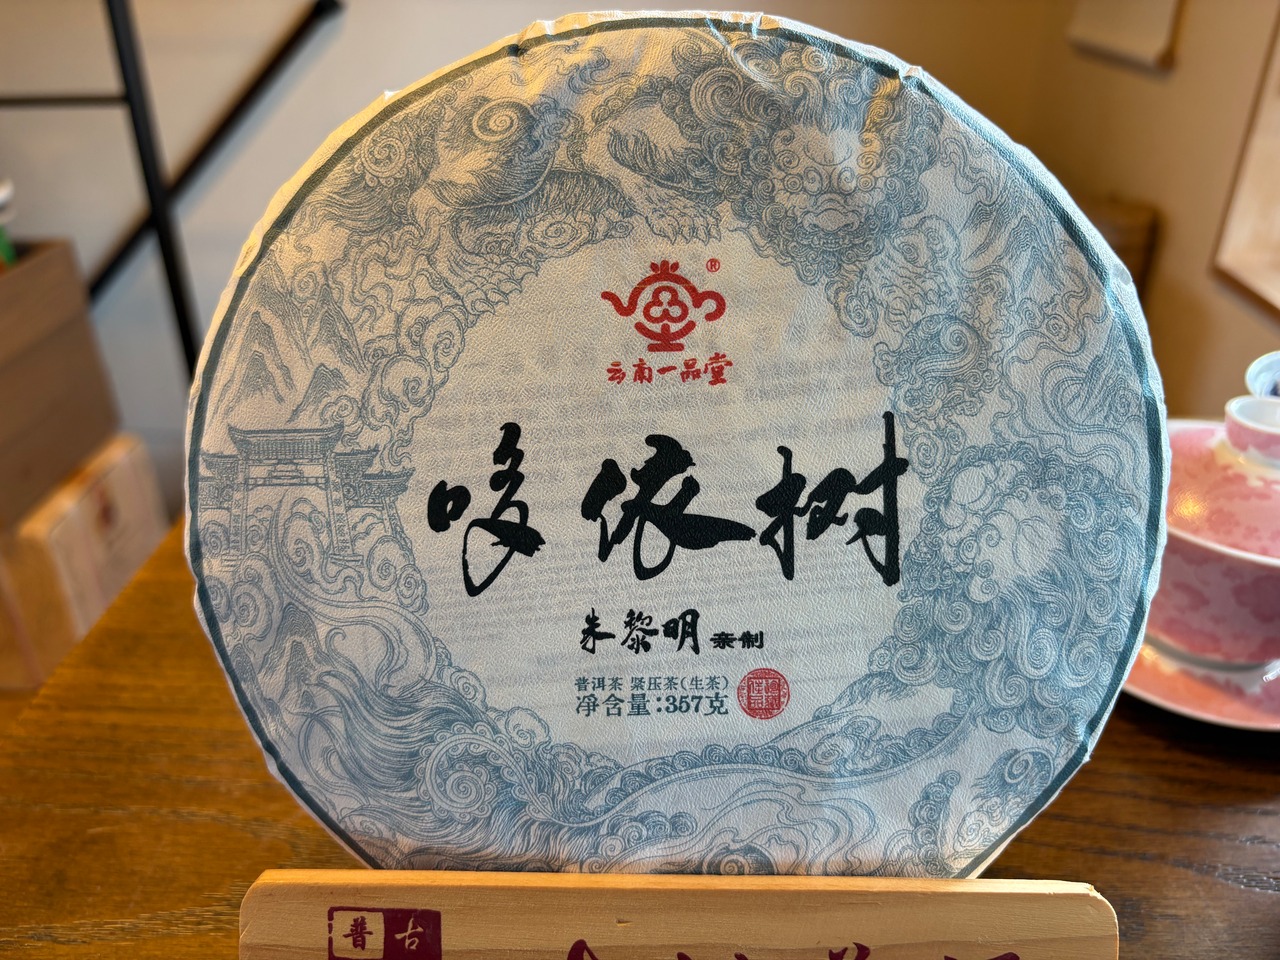 ®
云南一品堂
哆依树
朱黎明 亲制
普洱茶 紧压茶(生茶)
净含量:357克
普古